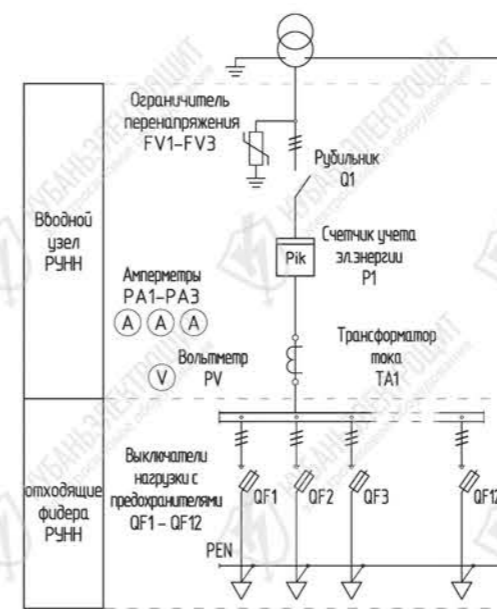 Ограничитель
перенапряжения
FV1-FV3
Рубильник
Q1
Вводной
узел
РУНН
Счетчик учета
эл.энергии
P1
Pik
Амперметры
PA1-PA3
A A A
Вольтметр
PV
V
Трансформатор
тока
TA1
отходящие
фидера
РУНН
Выключатели
нагрузки с
предохранителями
QF1 - QF12
QF1 QF2 QF3 QF12
PEN
КУБАНЬЭЛЕКТРОЩИТ